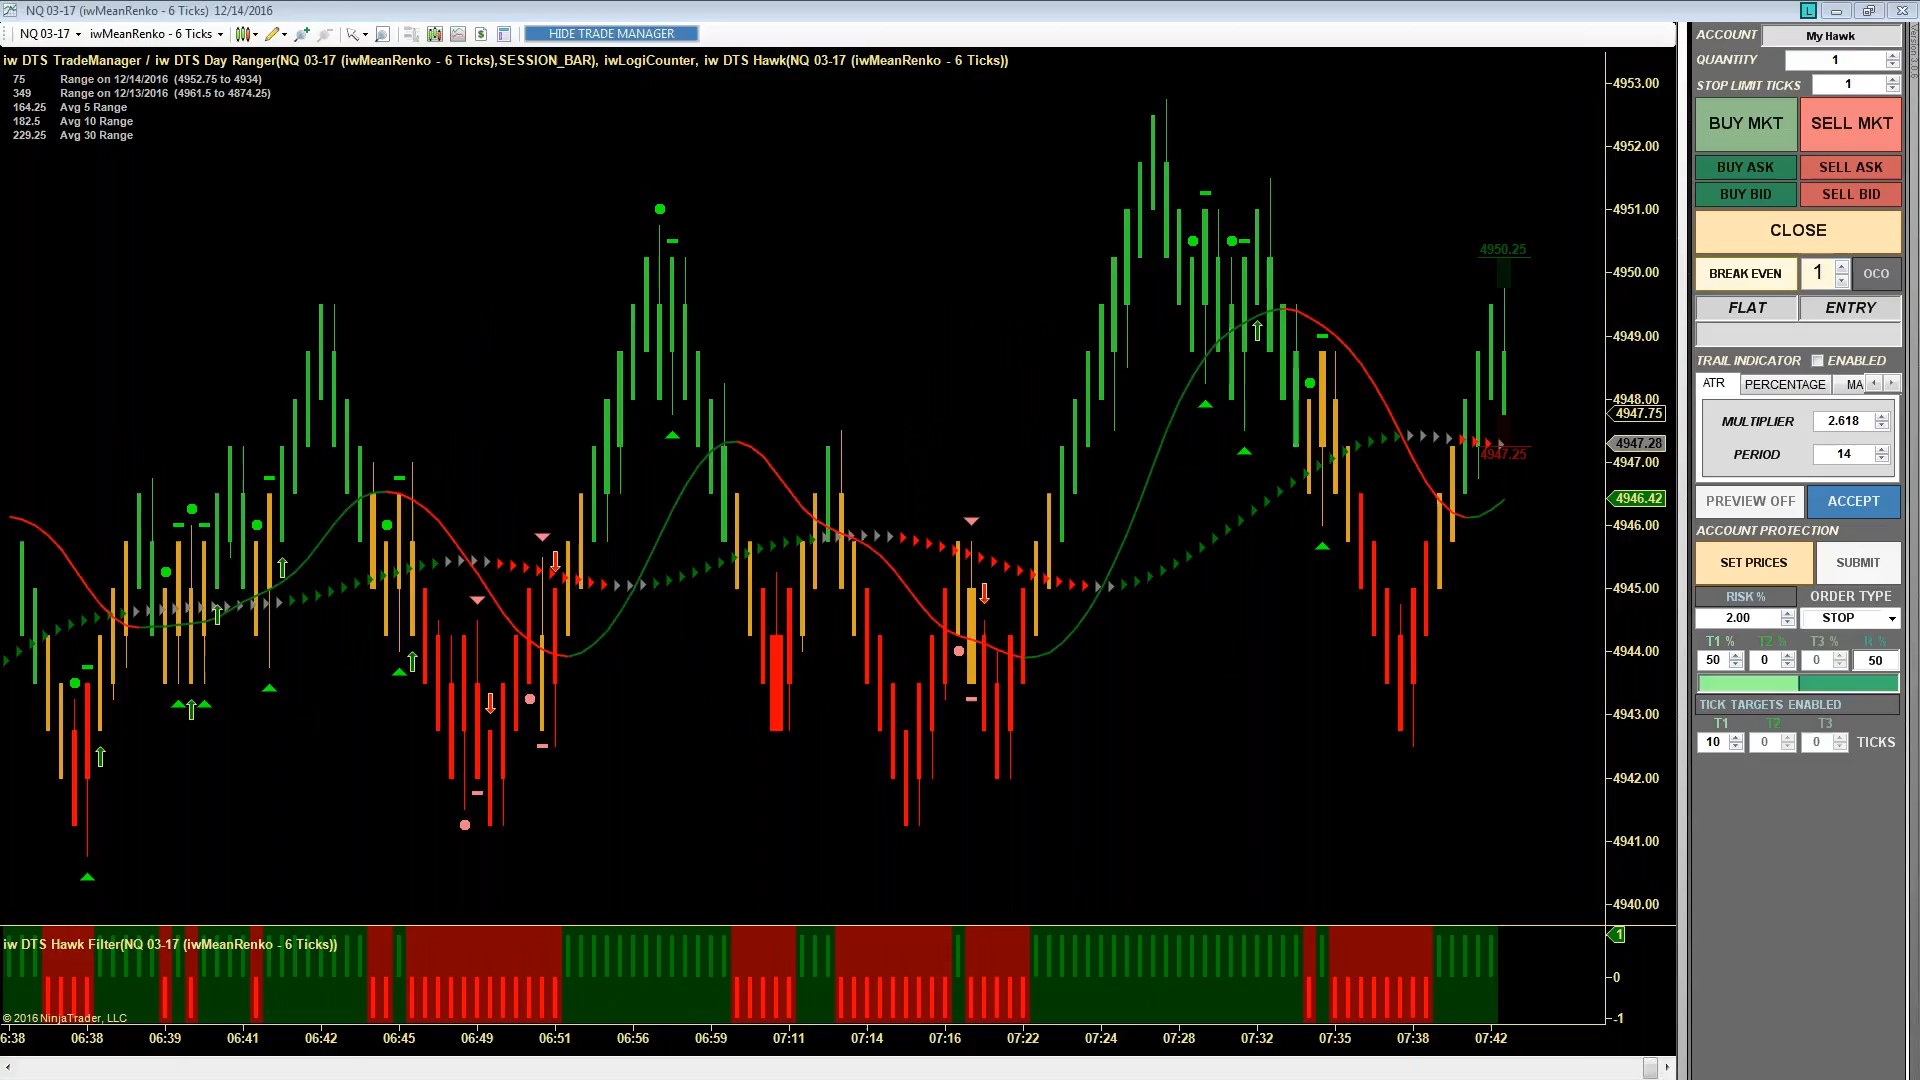 NQ 03-17 (iwMeanRenko - 6 Ticks) 12/14/2016
L
NQ 03-17 iwMeanRenko - 6 Ticks $ HIDE TRADE MANAGER
iw DTS TradeManager / iw DTS Day Ranger(NQ 03-17 (iwMeanRenko - 6 Ticks),SESSION_BAR), iwLogiCounter, iw DTS Hawk(NQ 03-17 (iwMeanRenko - 6 Ticks))
75 Range on 12/14/2016 (4952.75 to 4934)
349 Range on 12/13/2016 (4961.5 to 4874.25)
164.25 Avg 5 Range
182.5 Avg 10 Range
229.25 Avg 30 Range
4950.25
4947.25
4953.00
4952.00
4951.00
4950.00
4949.00
4948.00
4947.75
4947.28
4947.00
4946.42
4946.00
4945.00
4944.00
4943.00
4942.00
4941.00
4940.00
iw DTS Hawk Filter(NQ 03-17 (iwMeanRenko - 6 Ticks))
1
0
-1
© 2016 NinjaTrader, LLC
6:38 06:38 06:39 06:41 06:42 06:45 06:49 06:51 06:56 06:59 07:11 07:14 07:16 07:22 07:24 07:28 07:32 07:35 07:38 07:42
ACCOUNT My Hawk
QUANTITY 1
STOP LIMIT TICKS 1
BUY MKT SELL MKT
BUY ASK SELL ASK
BUY BID SELL BID
CLOSE
BREAK EVEN 1 OCO
FLAT ENTRY
TRAIL INDICATOR ENABLED
ATR PERCENTAGE MA
MULTIPLIER 2.618
PERIOD 14
PREVIEW OFF ACCEPT
ACCOUNT PROTECTION
SET PRICES SUBMIT
RISK % ORDER TYPE
2.00 STOP
T1 % T2 % T3 % R %
50 0 0 50
TICK TARGETS ENABLED
T1 T2 T3
10 0 0 TICKS